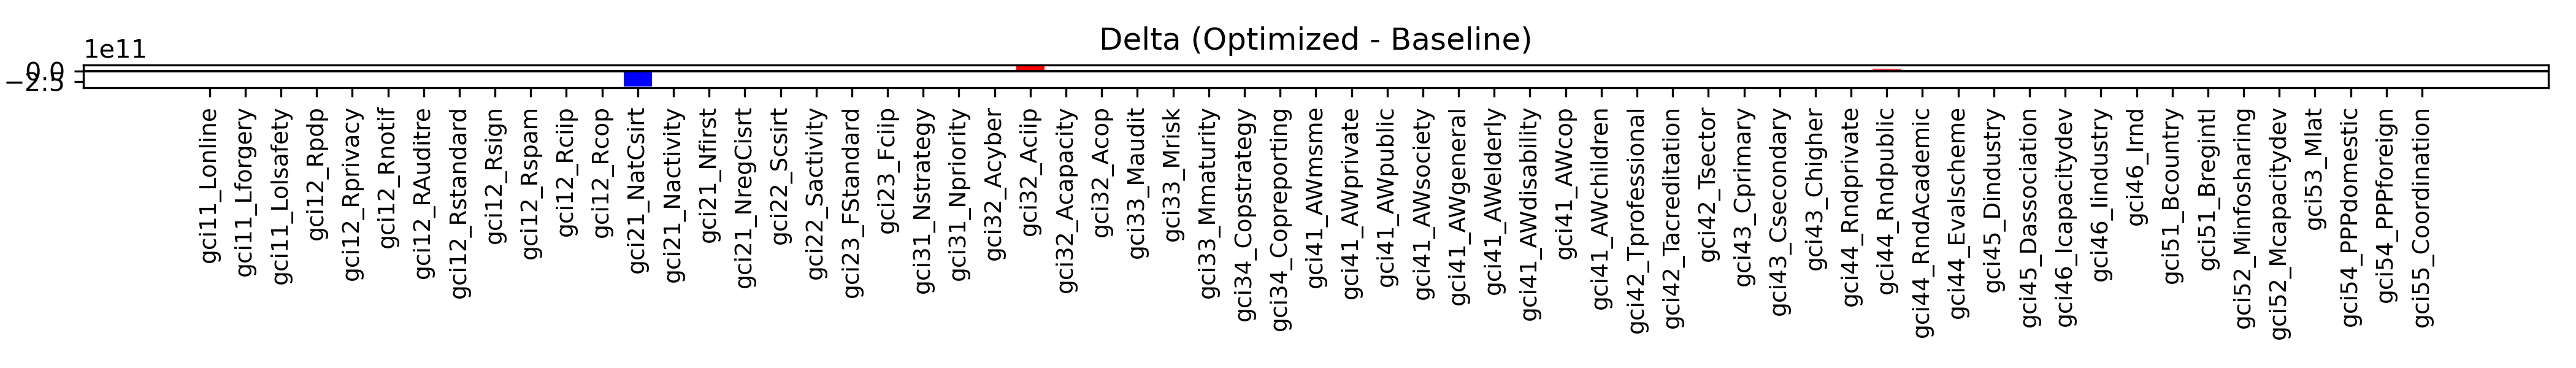 Delta (Optimized - Baseline)
1e11
0.0
−2.5
gci11_Lonline
gci11_Lforgery
gci11_Lolsafety
gci12_Rpdp
gci12_Rprivacy
gci12_Rnotif
gci12_RAuditre
gci12_Rstandard
gci12_Rsign
gci12_Rspam
gci12_Rciip
gci12_Rcop
gci21_NatCsirt
gci21_Nactivity
gci21_Nfirst
gci21_NregCisrt
gci22_Scsirt
gci22_Sactivity
gci23_FStandard
gci23_Fciip
gci31_Nstrategy
gci31_Npriority
gci32_Acyber
gci32_Aciip
gci32_Acapacity
gci32_Acop
gci33_Maudit
gci33_Mrisk
gci33_Mmaturity
gci34_Copstrategy
gci34_Copreporting
gci41_AWmsme
gci41_AWprivate
gci41_AWpublic
gci41_AWsociety
gci41_AWgeneral
gci41_AWelderly
gci41_AWdisability
gci41_AWcop
gci41_AWchildren
gci42_Tprofessional
gci42_Tacreditation
gci42_Tsector
gci43_Cprimary
gci43_Csecondary
gci43_Chigher
gci44_Rndprivate
gci44_Rndpublic
gci44_RndAcademic
gci44_Evalscheme
gci45_Dindustry
gci45_Dassociation
gci46_Icapacitydev
gci46_Iindustry
gci46_Irnd
gci51_Bcountry
gci51_Bregintl
gci52_Minfosharing
gci52_Mcapacitydev
gci53_Mlat
gci54_PPPdomestic
gci54_PPPforeign
gci55_Coordination